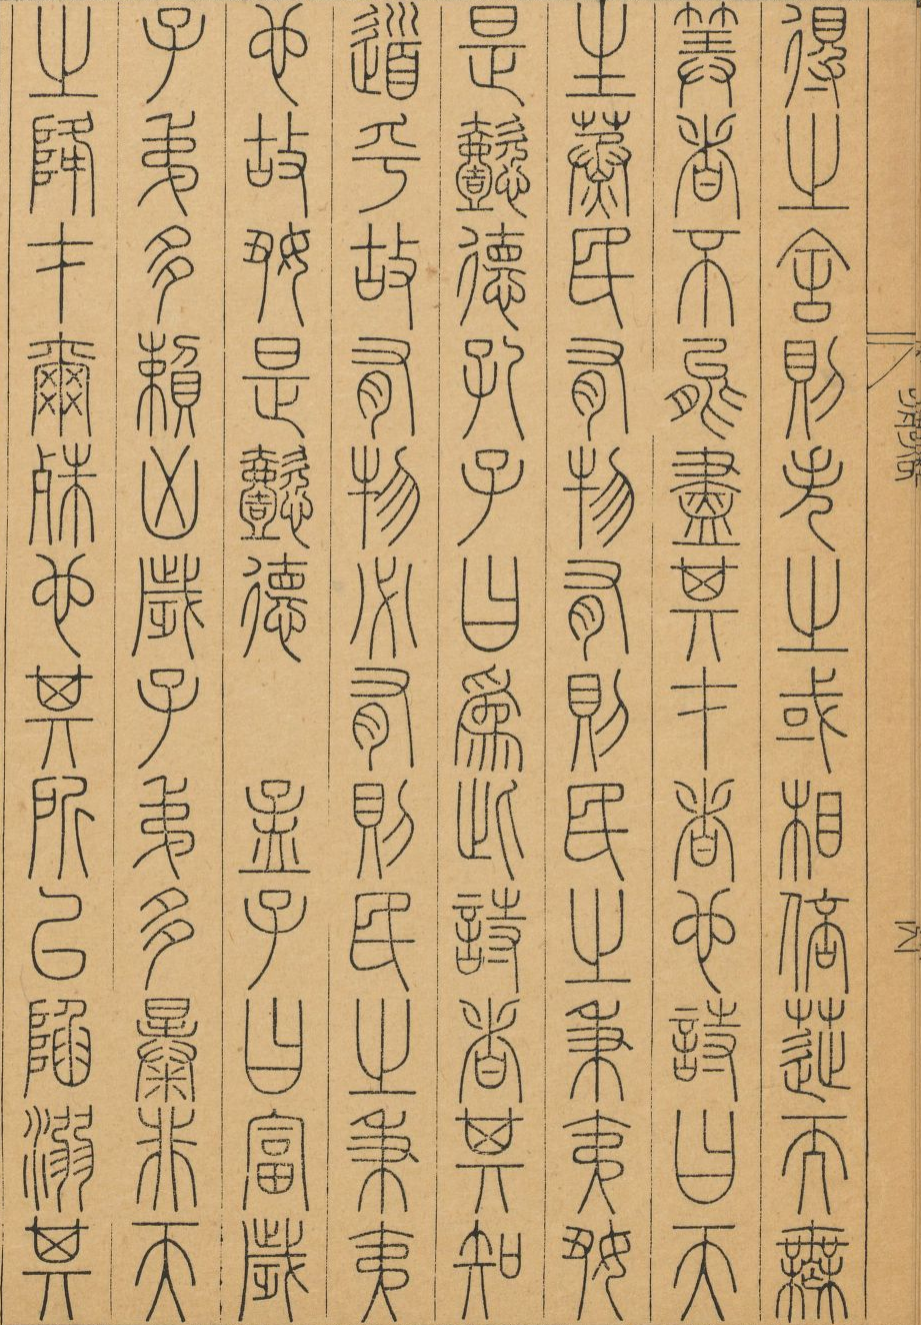 得之舍則失之或相倍蓰而無
算者不能盡其才者也詩曰天
生蒸民有物有則民之秉夷好
是懿德孔子曰為此詩者其知
道乎故有物必有則民之秉夷
也故好是懿德　孟子曰富歲
子弟多賴凶歲子弟多暴非天
之降才爾殊也其所以陷溺其